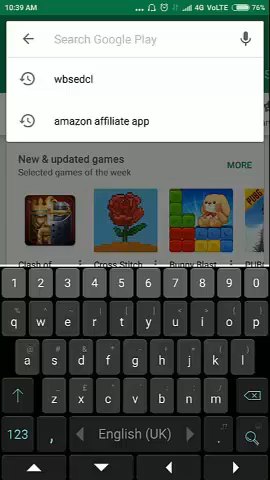 10:39 AM ... 4G VoLTE 76%
Search Google Play
wbsedcl
amazon affiliate app
New & updated games
MORE
Selected games of the week
PUBG
Clash of
Cross Stitch
Bunny Blast
1 2 3 4 5 6 7 8 9 0
q w e r t y u i o p
a s d f g h j k l
z x c v b n m
123 , English (UK) .